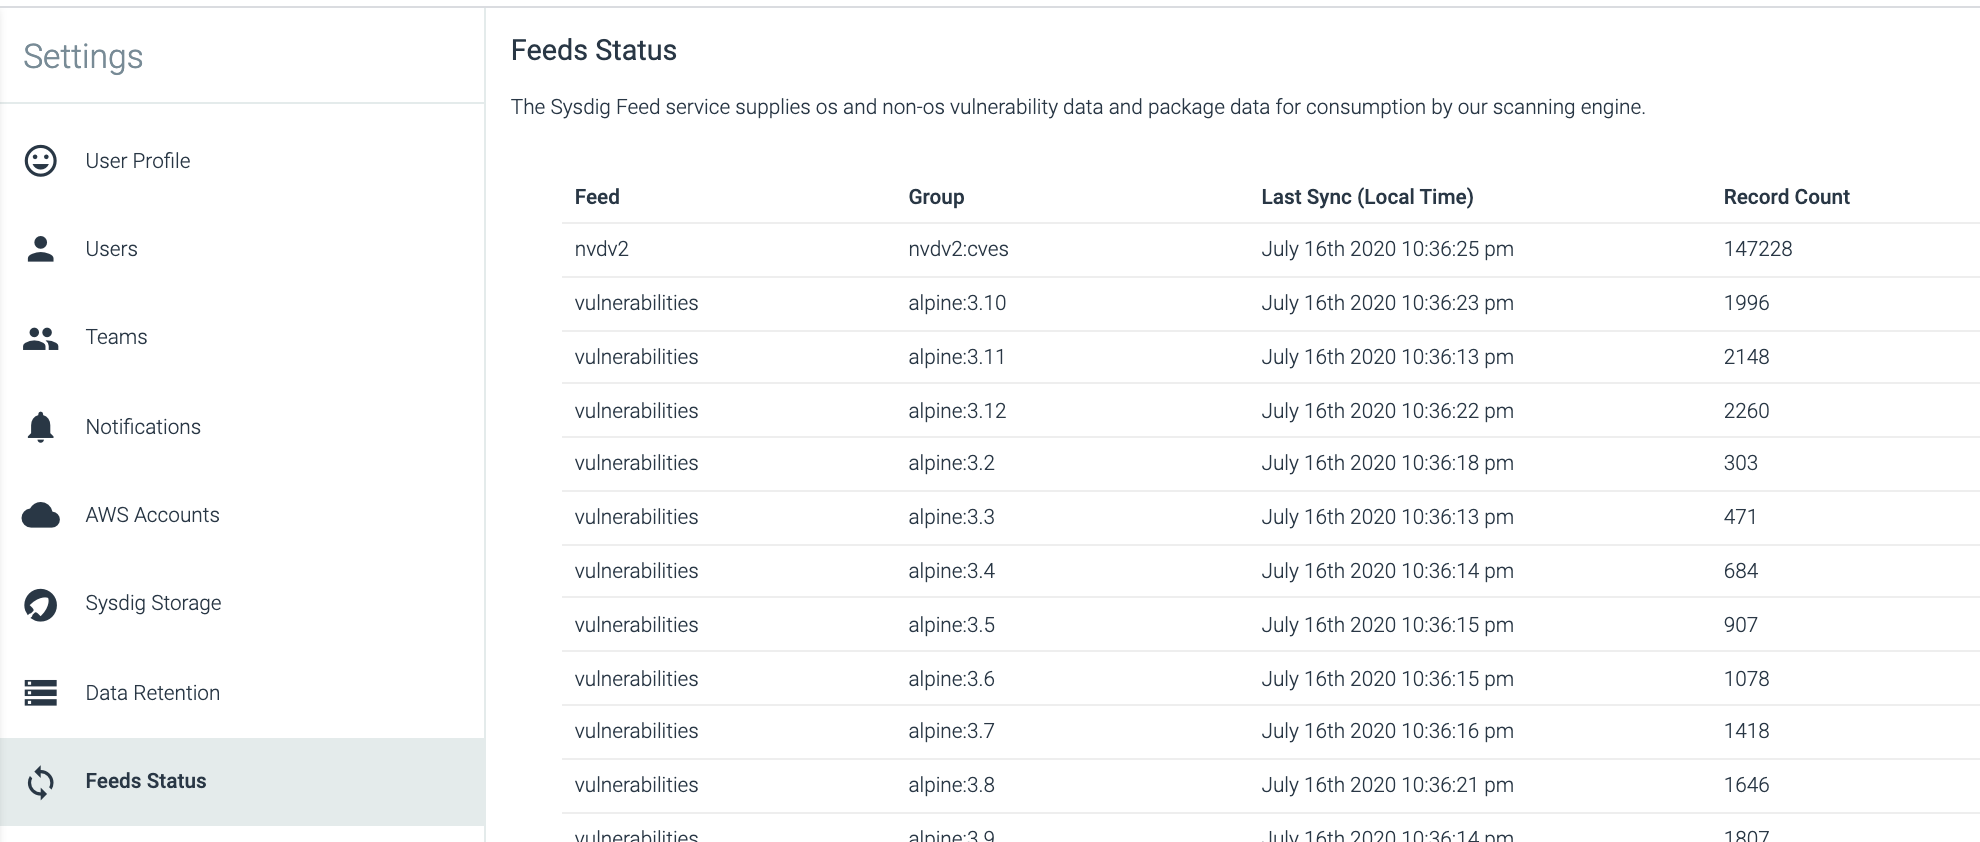 Settings
User Profile
Users
Teams
Notifications
AWS Accounts
Sysdig Storage
Data Retention
Feeds Status
Feeds Status
The Sysdig Feed service supplies os and non-os vulnerability data and package data for consumption by our scanning engine.
Feed Group Last Sync (Local Time) Record Count
nvdv2 nvdv2:cves July 16th 2020 10:36:25 pm 147228
vulnerabilities alpine:3.10 July 16th 2020 10:36:23 pm 1996
vulnerabilities alpine:3.11 July 16th 2020 10:36:13 pm 2148
vulnerabilities alpine:3.12 July 16th 2020 10:36:22 pm 2260
vulnerabilities alpine:3.2 July 16th 2020 10:36:18 pm 303
vulnerabilities alpine:3.3 July 16th 2020 10:36:13 pm 471
vulnerabilities alpine:3.4 July 16th 2020 10:36:14 pm 684
vulnerabilities alpine:3.5 July 16th 2020 10:36:15 pm 907
vulnerabilities alpine:3.6 July 16th 2020 10:36:15 pm 1078
vulnerabilities alpine:3.7 July 16th 2020 10:36:16 pm 1418
vulnerabilities alpine:3.8 July 16th 2020 10:36:21 pm 1646
vulnerabilities alpine:3.9 July 16th 2020 10:36:14 pm 1807